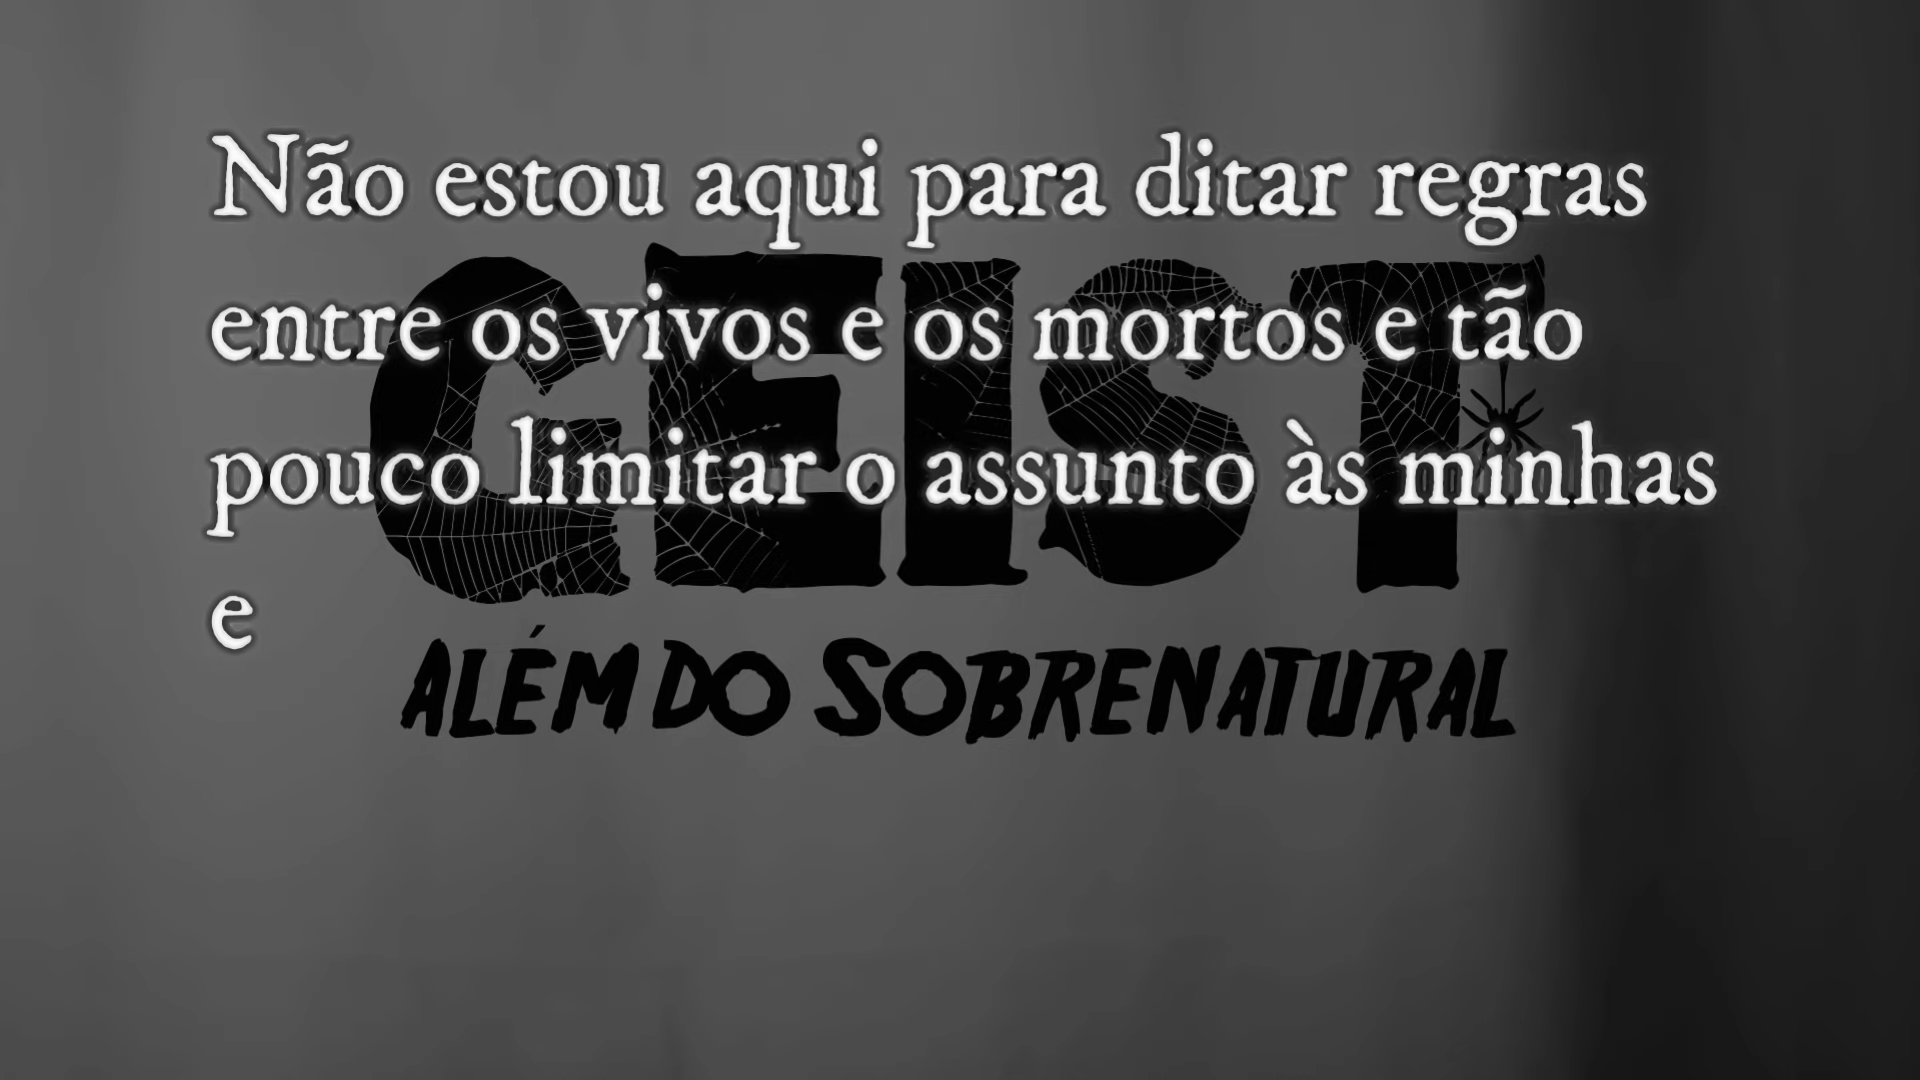 Não estou aqui para ditar regras
entre os vivos e os mortos e tão
pouco limitar o assunto às minhas
e
GEIST
ALÉM DO SOBRENATURAL